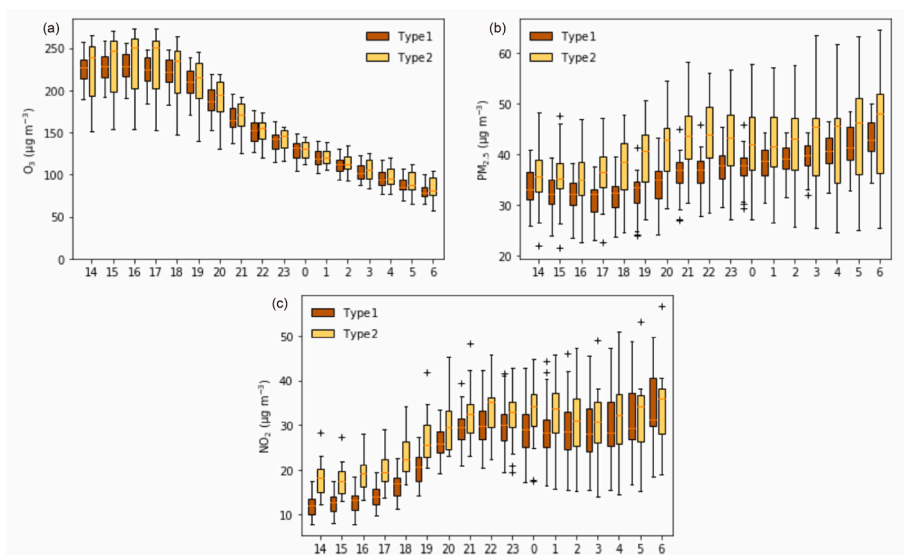 (a)
Type1
Type2
250
200
150
100
50
0
O₃ (μg m⁻³)
14 15 16 17 18 19 20 21 22 23 0 1 2 3 4 5 6
(b)
Type1
Type2
60
50
40
30
20
PM₂.₅ (μg m⁻³)
14 15 16 17 18 19 20 21 22 23 0 1 2 3 4 5 6
(c)
Type1
Type2
50
40
30
20
10
NO₂ (μg m⁻³)
14 15 16 17 18 19 20 21 22 23 0 1 2 3 4 5 6